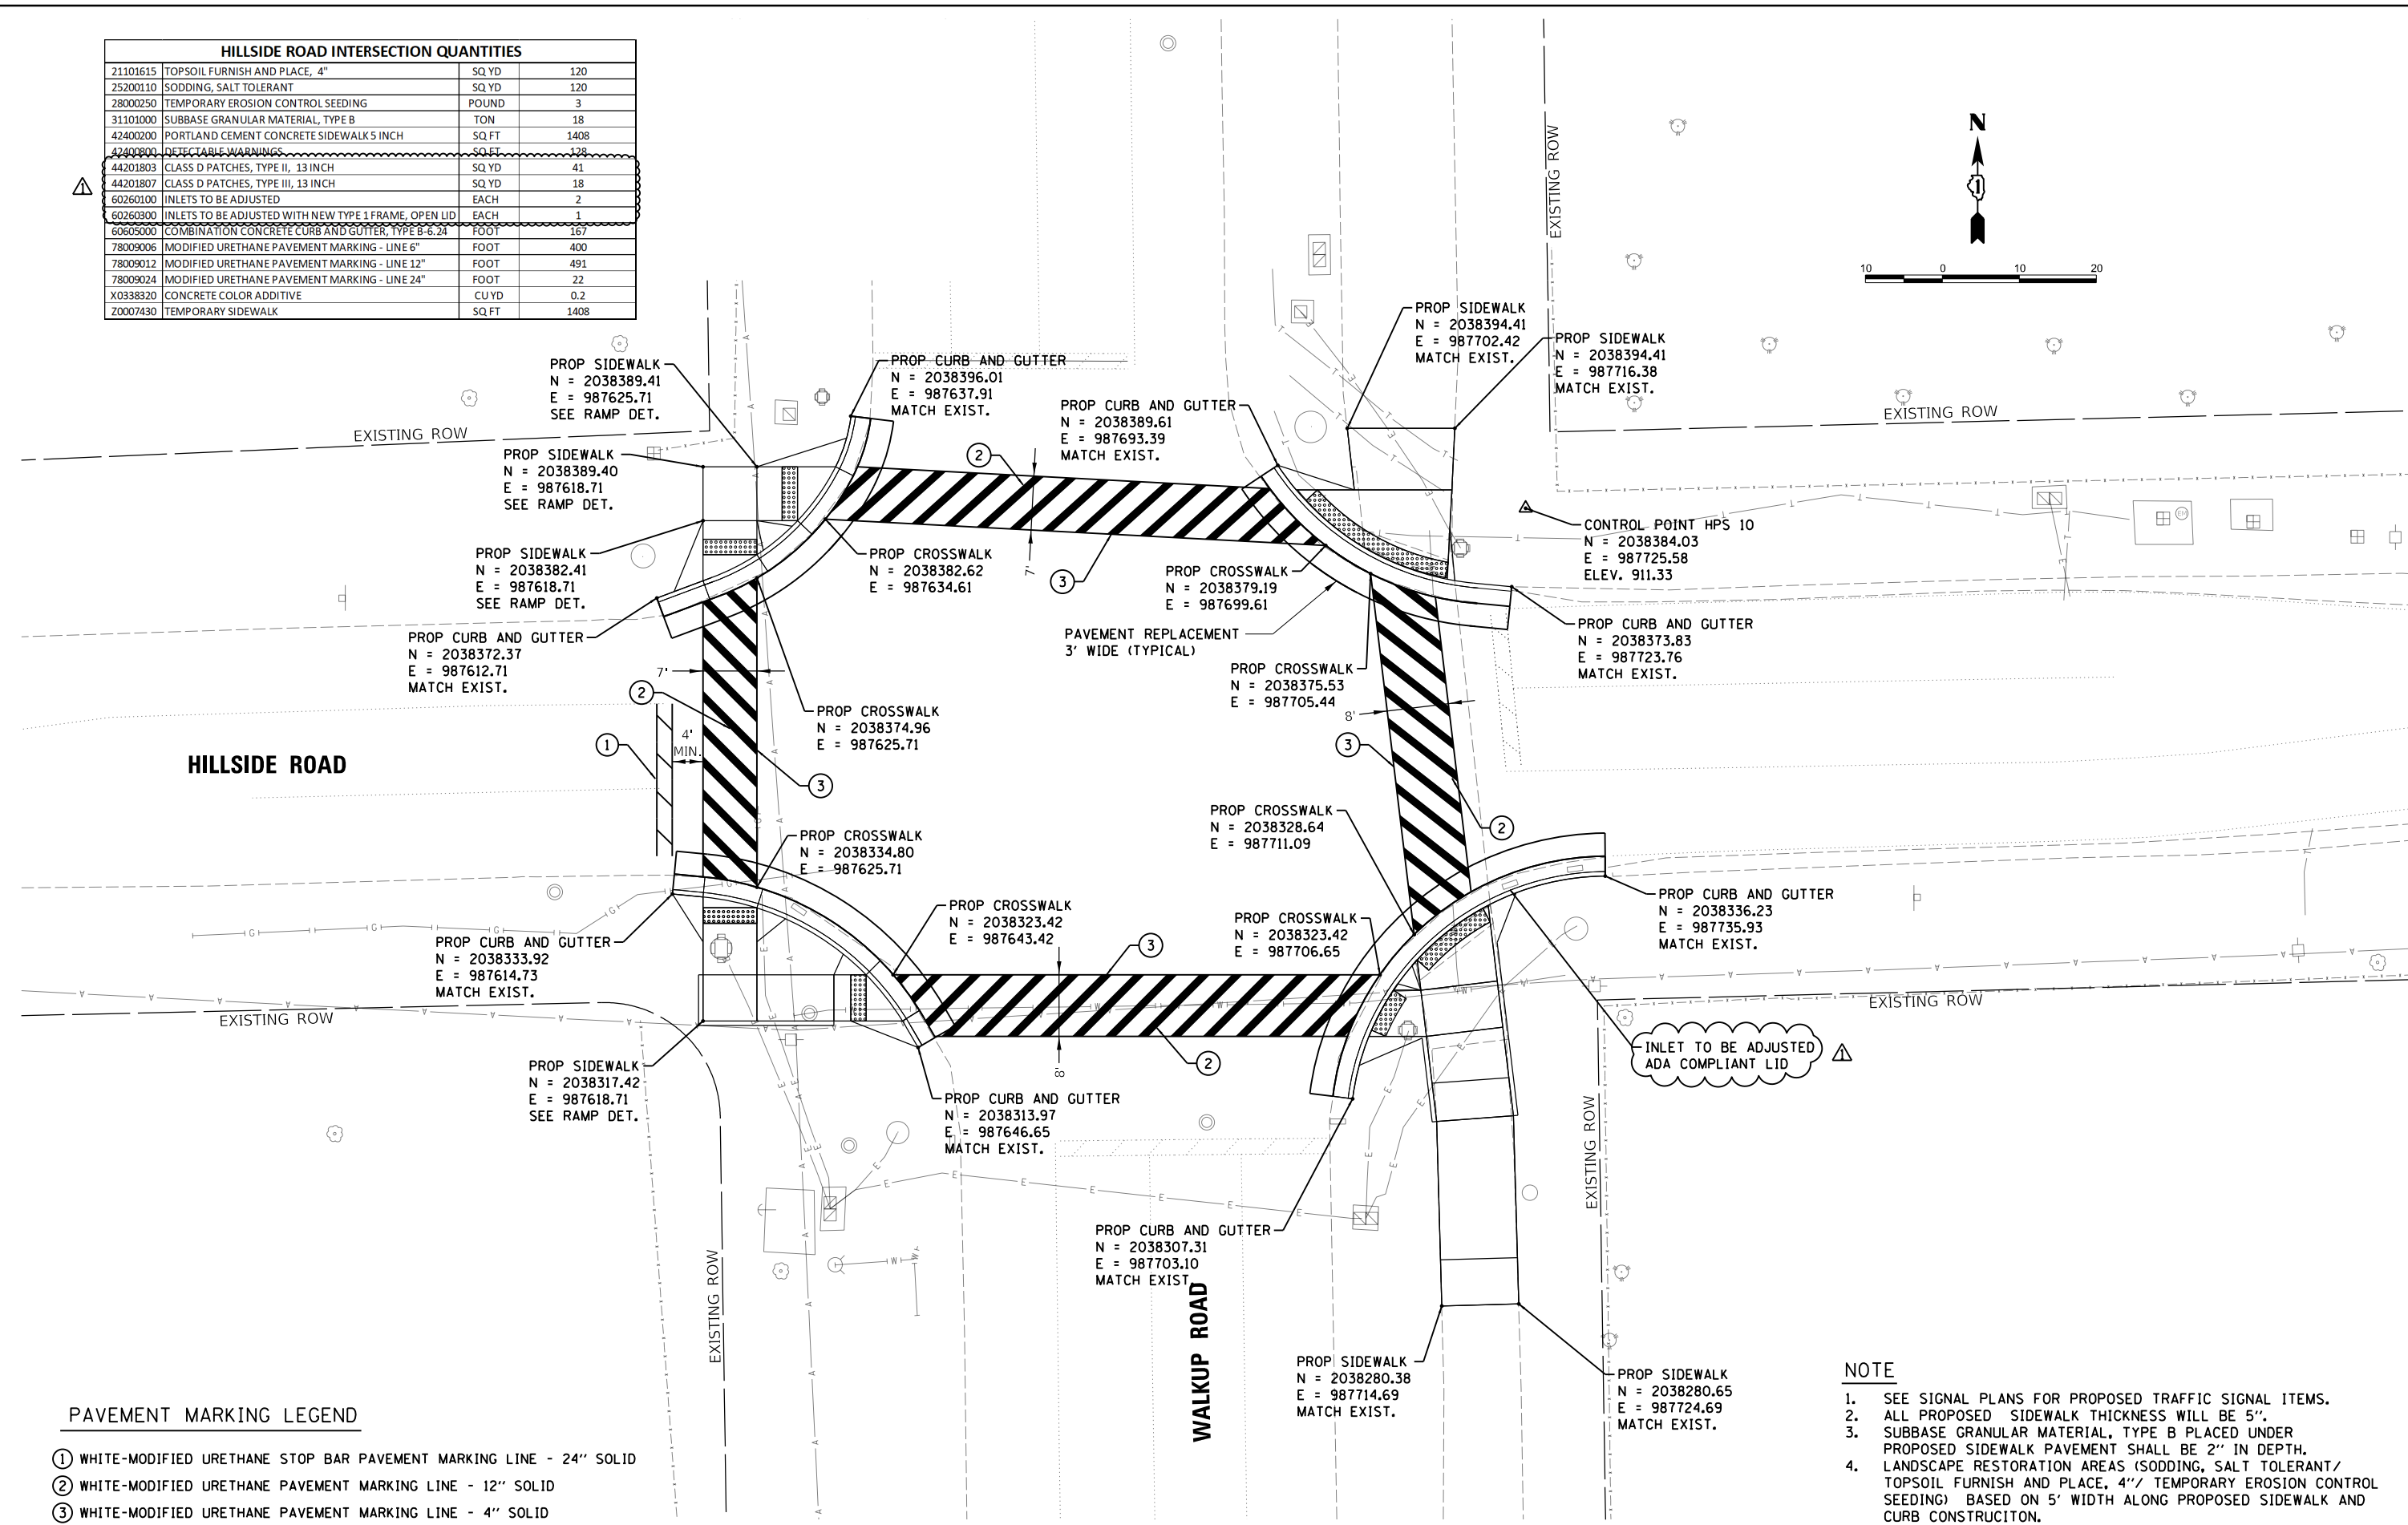 HILLSIDE ROAD INTERSECTION QUANTITIES
21101615 TOPSOIL FURNISH AND PLACE, 4" SQ YD 120
25200110 SODDING, SALT TOLERANT SQ YD 120
28000250 TEMPORARY EROSION CONTROL SEEDING POUND 3
31101000 SUBBASE GRANULAR MATERIAL, TYPE B TON 18
42400200 PORTLAND CEMENT CONCRETE SIDEWALK 5 INCH SQ FT 1408
42400800 DETECTABLE WARNINGS SQ FT 128
44201803 CLASS D PATCHES, TYPE II, 13 INCH SQ YD 41
44201807 CLASS D PATCHES, TYPE III, 13 INCH SQ YD 18
60260100 INLETS TO BE ADJUSTED EACH 2
60260300 INLETS TO BE ADJUSTED WITH NEW TYPE 1 FRAME, OPEN LID EACH 1
60605000 COMBINATION CONCRETE CURB AND GUTTER, TYPE B-6.24 FOOT 167
78009006 MODIFIED URETHANE PAVEMENT MARKING - LINE 6" FOOT 400
78009012 MODIFIED URETHANE PAVEMENT MARKING - LINE 12" FOOT 491
78009024 MODIFIED URETHANE PAVEMENT MARKING - LINE 24" FOOT 22
X0338320 CONCRETE COLOR ADDITIVE CU YD 0.2
Z0007430 TEMPORARY SIDEWALK SQ FT 1408
1
N
1
10 0 10 20
EXISTING ROW
PROP SIDEWALK
N = 2038394.41
E = 987702.42
MATCH EXIST.
PROP SIDEWALK
N = 2038394.41
E = 987716.38
MATCH EXIST.
PROP SIDEWALK
N = 2038389.41
E = 987625.71
SEE RAMP DET.
PROP CURB AND GUTTER
N = 2038396.01
E = 987637.91
MATCH EXIST.
PROP CURB AND GUTTER
N = 2038389.61
E = 987693.39
MATCH EXIST.
EXISTING ROW
EXISTING ROW
PROP SIDEWALK
N = 2038389.40
E = 987618.71
SEE RAMP DET.
2
7'
CONTROL POINT HPS 10
N = 2038384.03
E = 987725.58
ELEV. 911.33
PROP SIDEWALK
N = 2038382.41
E = 987618.71
SEE RAMP DET.
PROP CROSSWALK
N = 2038382.62
E = 987634.61
3
PROP CROSSWALK
N = 2038379.19
E = 987699.61
PAVEMENT REPLACEMENT
3' WIDE (TYPICAL)
PROP CURB AND GUTTER
N = 2038372.37
E = 987612.71
MATCH EXIST.
PROP CURB AND GUTTER
N = 2038373.83
E = 987723.76
MATCH EXIST.
PROP CROSSWALK
N = 2038375.53
E = 987705.44
7'
2
8'
PROP CROSSWALK
N = 2038374.96
E = 987625.71
1
4'
MIN.
3
3
HILLSIDE ROAD
PROP CROSSWALK
N = 2038334.80
E = 987625.71
PROP CROSSWALK
N = 2038328.64
E = 987711.09
2
PROP CURB AND GUTTER
N = 2038333.92
E = 987614.73
MATCH EXIST.
PROP CROSSWALK
N = 2038323.42
E = 987643.42
3
PROP CROSSWALK
N = 2038323.42
E = 987706.65
PROP CURB AND GUTTER
N = 2038336.23
E = 987735.93
MATCH EXIST.
EXISTING ROW
EXISTING ROW
INLET TO BE ADJUSTED
ADA COMPLIANT LID
1
8'
2
PROP SIDEWALK
N = 2038317.42
E = 987618.71
SEE RAMP DET.
PROP CURB AND GUTTER
N = 2038313.97
E = 987646.65
MATCH EXIST.
EXISTING ROW
EXISTING ROW
PROP CURB AND GUTTER
N = 2038307.31
E = 987703.10
MATCH EXIST.
WALKUP ROAD
PROP SIDEWALK
N = 2038280.38
E = 987714.69
MATCH EXIST.
PROP SIDEWALK
N = 2038280.65
E = 987724.69
MATCH EXIST.
PAVEMENT MARKING LEGEND
1 WHITE-MODIFIED URETHANE STOP BAR PAVEMENT MARKING LINE - 24" SOLID
2 WHITE-MODIFIED URETHANE PAVEMENT MARKING LINE - 12" SOLID
3 WHITE-MODIFIED URETHANE PAVEMENT MARKING LINE - 4" SOLID
NOTE
1. SEE SIGNAL PLANS FOR PROPOSED TRAFFIC SIGNAL ITEMS.
2. ALL PROPOSED SIDEWALK THICKNESS WILL BE 5".
3. SUBBASE GRANULAR MATERIAL, TYPE B PLACED UNDER
PROPOSED SIDEWALK PAVEMENT SHALL BE 2" IN DEPTH.
4. LANDSCAPE RESTORATION AREAS (SODDING, SALT TOLERANT/
TOPSOIL FURNISH AND PLACE, 4"/ TEMPORARY EROSION CONTROL
SEEDING) BASED ON 5' WIDTH ALONG PROPOSED SIDEWALK AND
CURB CONSTRUCITON.